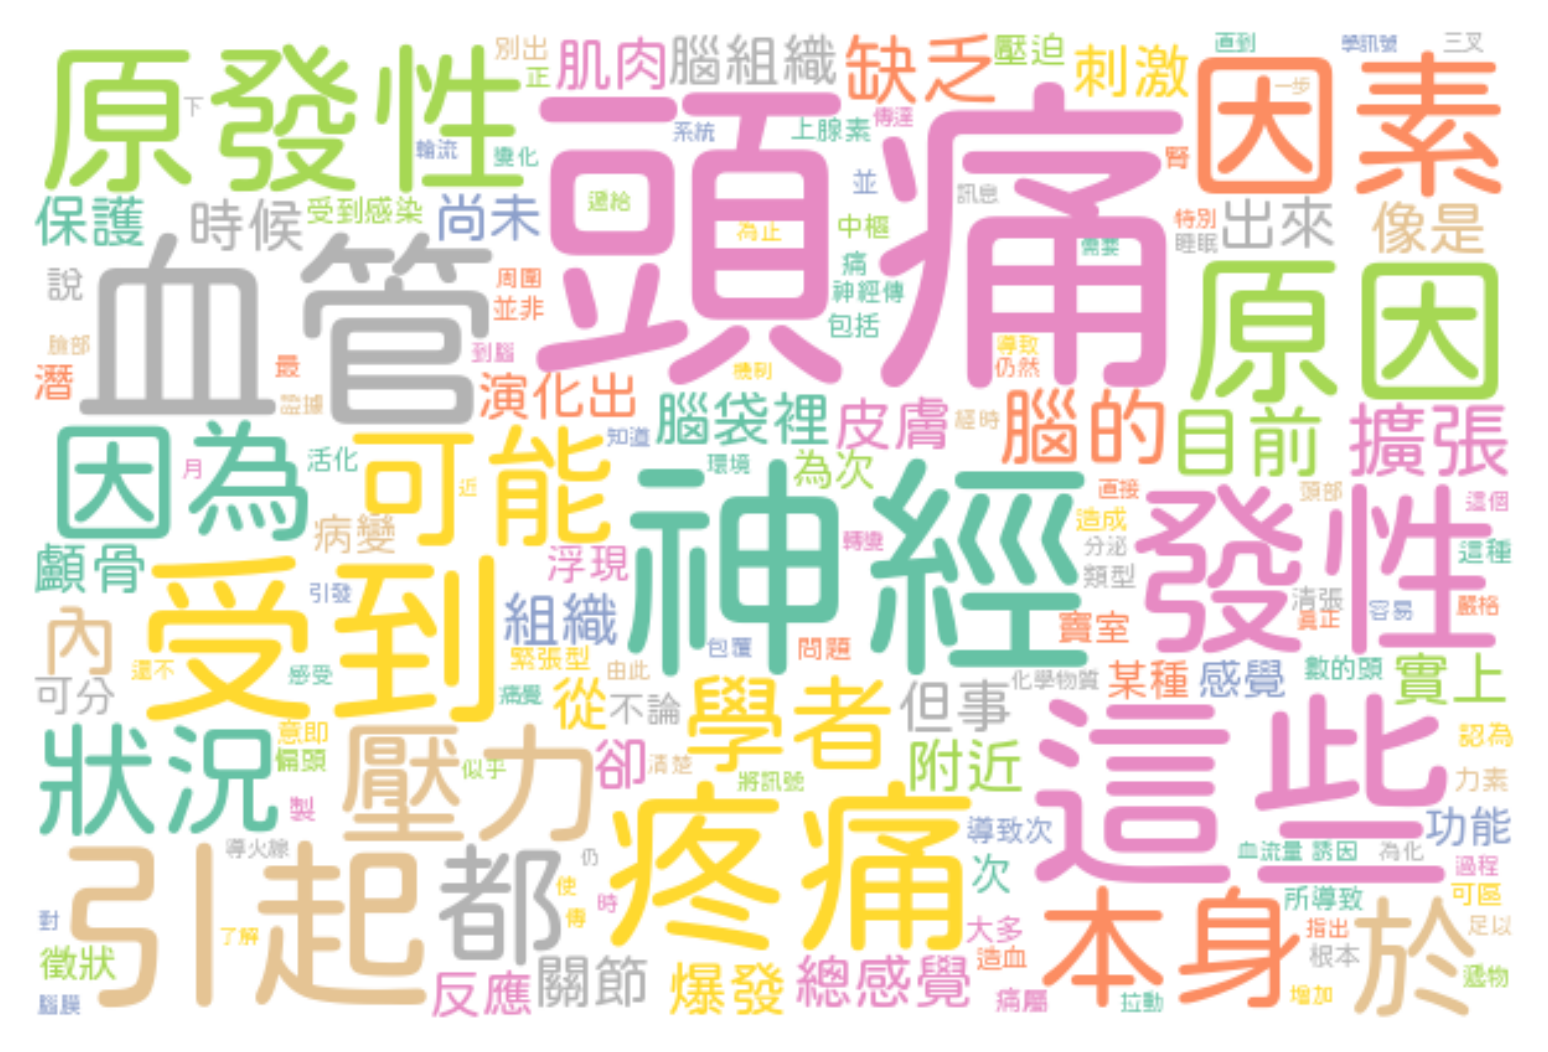 別出
肌肉
腦組織
缺乏
壓迫
刺激
直到
學訊號
三叉
原發性
正
下
頭痛
因素
一步
系統
上腺素
傳達
輪流
變化
腎
保護
時候
受到感染
尚未
遞給
並
訊息
特別
出來
像是
為止
中樞
需要
睡眠
血管
說
周圍
並非
痛
神經傳
包括
原因
臉部
到腦
導致
仍然
潛
最
證據
演化出
機制
腦袋裡
皮膚
經時
腦的
目前
擴張
因為
月
活化
可能
近
知道
環境
為次
神經
直接
發性
頭部
這個
病變
造成
顱骨
浮現
轉變
分泌
類型
這種
受到
引發
組織
清張
真正
容易
嚴格
內
還不
感受
緊張型
由此
包覆
問題
竇室
可分
痛覺
從
不論
學者
但事
化學物質
某種
感覺
數的頭
實上
狀況
意即
偏頭
壓力
似乎
卻
清楚
將訊號
附近
這些
認為
力素
製
疼痛
導致次
功能
引起
導火線
都
仍
次
血流量
誘因
為化
過程
對
使
傳
時
本身
所導致
可區
了解
大多
指出
於
足以
徵狀
反應
關節
爆發
總感覺
造血
根本
遞物
腦膜
痛屬
拉動
增加